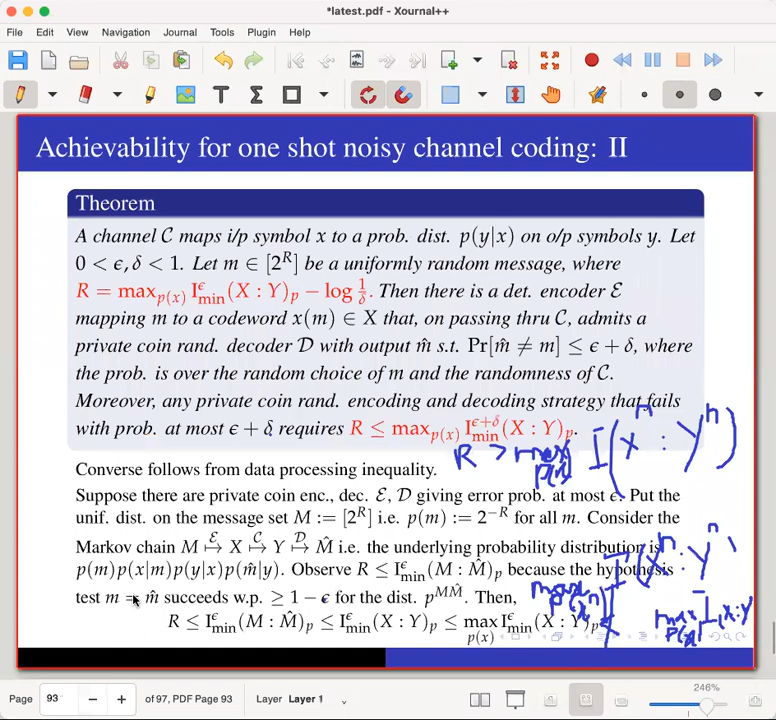 *latest.pdf - Xournal++
File Edit View Navigation Journal Tools Plugin Help
Achievability for one shot noisy channel coding: II
Theorem
A channel C maps i/p symbol x to a prob. dist. p(y|x) on o/p symbols y. Let
0 < ϵ, δ < 1. Let m ∈ [2^R] be a uniformly random message, where
R = max_{p(x)} I^ϵ_min(X : Y)_p − log 1/δ. Then there is a det. encoder E
mapping m to a codeword x(m) ∈ X that, on passing thru C, admits a
private coin rand. decoder D with output m̂ s.t. Pr[m̂ ≠ m] ≤ ϵ + δ, where
the prob. is over the random choice of m and the randomness of C.
Moreover, any private coin rand. encoding and decoding strategy that fails
with prob. at most ϵ + δ requires R ≤ max_{p(x)} I^{ϵ+δ}_min(X : Y)_p.
R > max_{p(x)} I(X^n : Y^n)
Converse follows from data processing inequality.
Suppose there are private coin enc., dec. E, D giving error prob. at most ϵ. Put the
unif. dist. on the message set M := [2^R] i.e. p(m) := 2^{−R} for all m. Consider the
Markov chain M ↦^E X ↦^C Y ↦^D M̂ i.e. the underlying probability distribution is
p(m)p(x|m)p(y|x)p(m̂|y). Observe R ≤ I^ϵ_min(M : M̂)_p because the hypothesis
test m = m̂ succeeds w.p. ≥ 1 − ϵ for the dist. p^{MM̂}. Then,
R ≤ I^ϵ_min(M : M̂)_p ≤ I^ϵ_min(X : Y)_p ≤ max_{p(x)} I^ϵ_min(X : Y)_p
I(X^n : Y^n)
max
max_{p(x)} I(X:Y)
Page 93 of 97, PDF Page 93 Layer Layer 1 246%